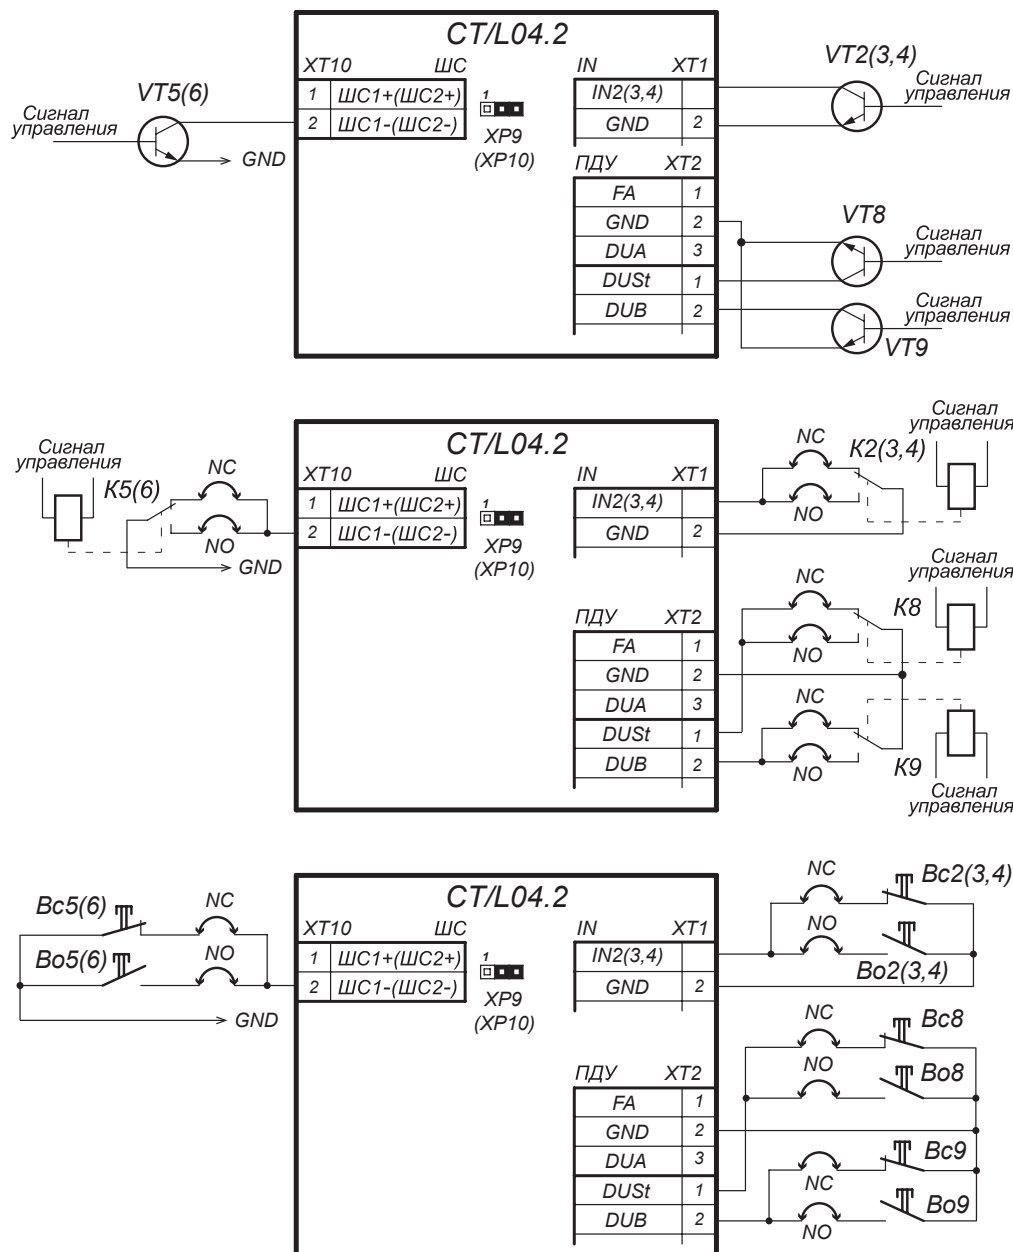 CT/L04.2
XT10 ШС
1 ШС1+(ШС2+)
2 ШС1-(ШС2-)
1
XP9
(XP10)
VT5(6)
Сигнал
управления
GND
IN XT1
IN2(3,4)
GND 2
ПДУ XT2
FA 1
GND 2
DUA 3
DUSt 1
DUB 2
VT2(3,4)
Сигнал
управления
VT8
Сигнал
управления
Сигнал
управления
VT9
CT/L04.2
Сигнал
управления
K5(6)
NC
NO
GND
XT10 ШС
1 ШС1+(ШС2+)
2 ШС1-(ШС2-)
1
XP9
(XP10)
IN XT1
IN2(3,4)
GND 2
ПДУ XT2
FA 1
GND 2
DUA 3
DUSt 1
DUB 2
NC
NO
K2(3,4)
Сигнал
управления
NC
NO
K8
Сигнал
управления
NC
NO
K9
Сигнал
управления
CT/L04.2
Bc5(6)
Bo5(6)
NC
NO
GND
XT10 ШС
1 ШС1+(ШС2+)
2 ШС1-(ШС2-)
1
XP9
(XP10)
IN XT1
IN2(3,4)
GND 2
ПДУ XT2
FA 1
GND 2
DUA 3
DUSt 1
DUB 2
NC
Bc2(3,4)
NO
Bo2(3,4)
NC
Bc8
NO
Bo8
Bc9
NC
Bo9
NO